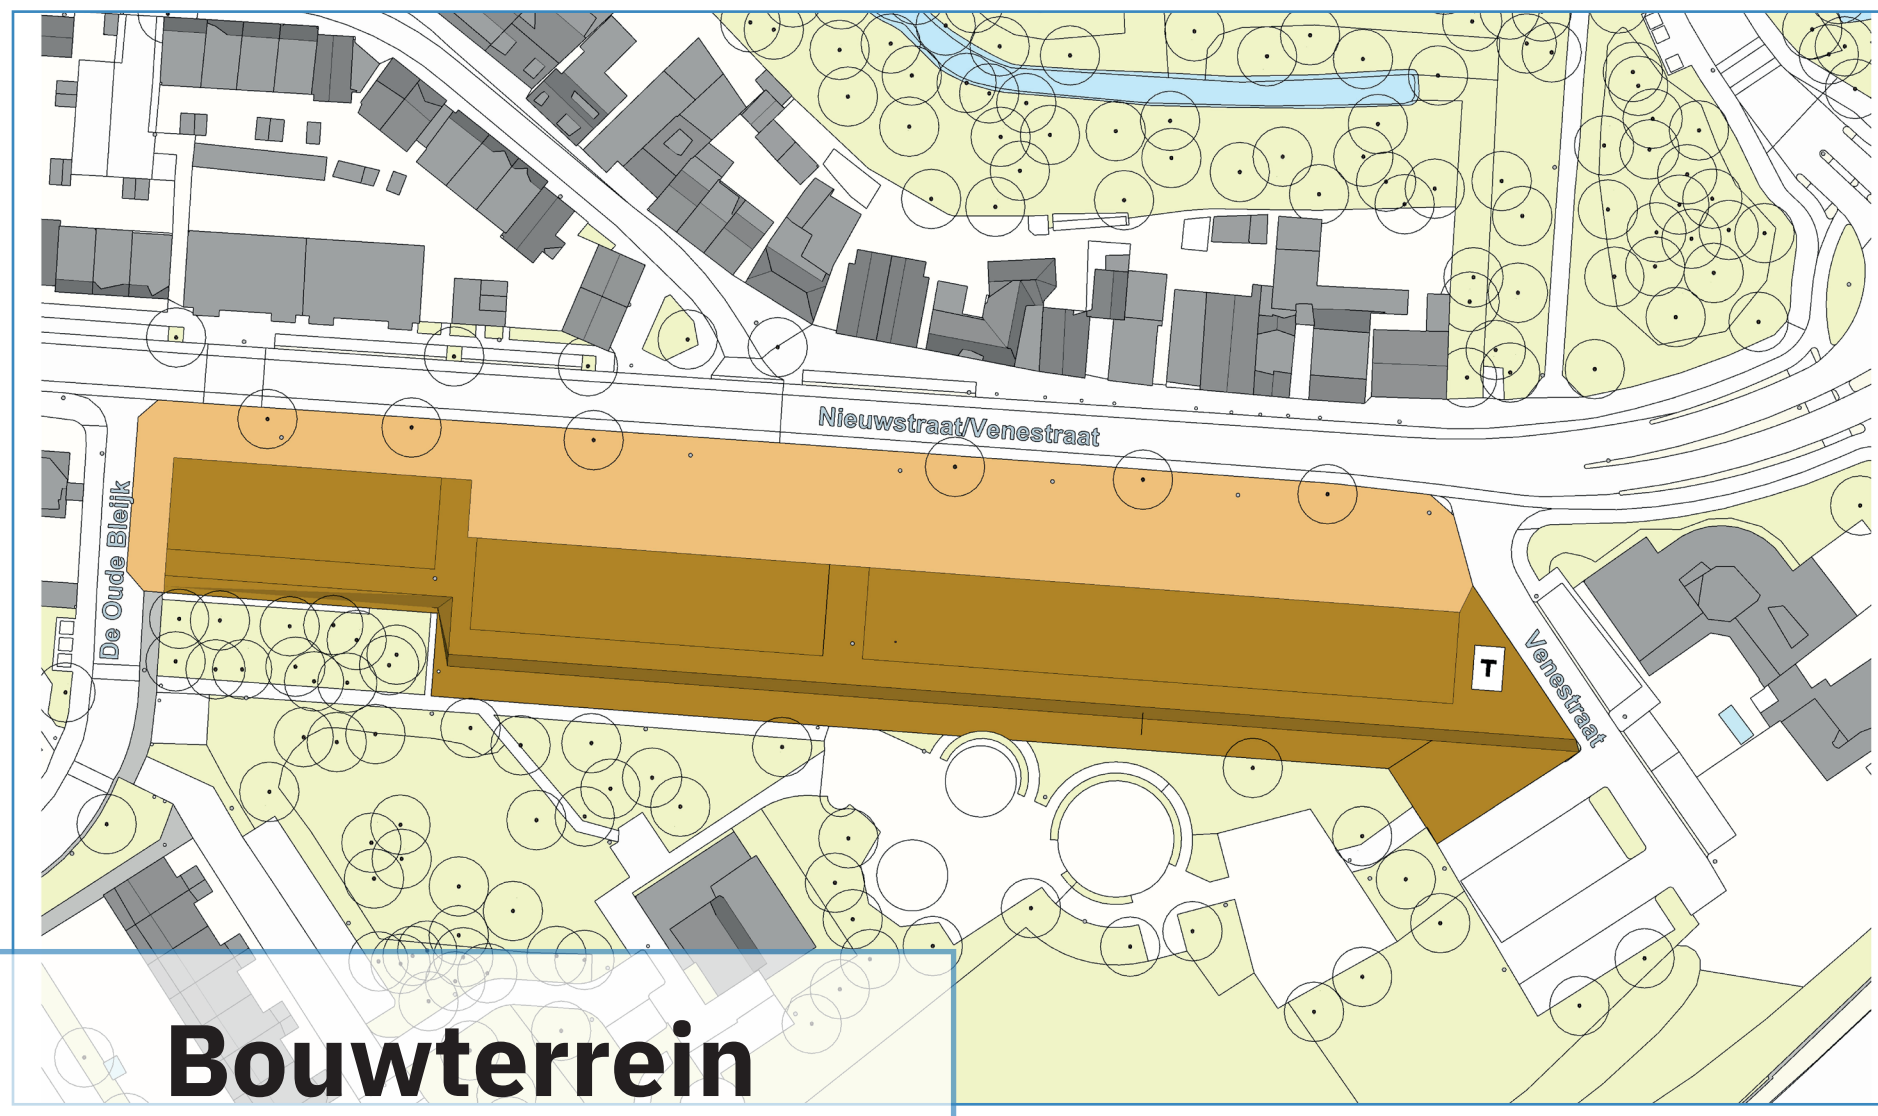 Nieuwstraat/Venestraat
De Oude Bleijk
T
Venestraat
Bouwterrein